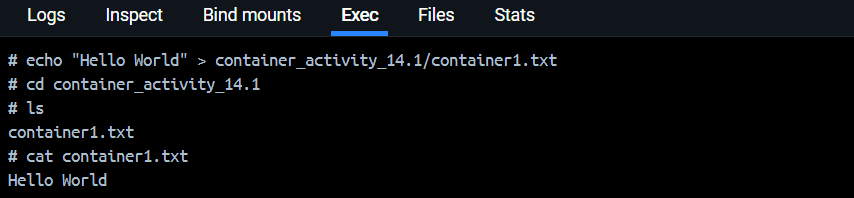 Logs Inspect Bind mounts Exec Files Stats
# echo "Hello World" > container_activity_14.1/container1.txt
# cd container_activity_14.1
# ls
container1.txt
# cat container1.txt
Hello World